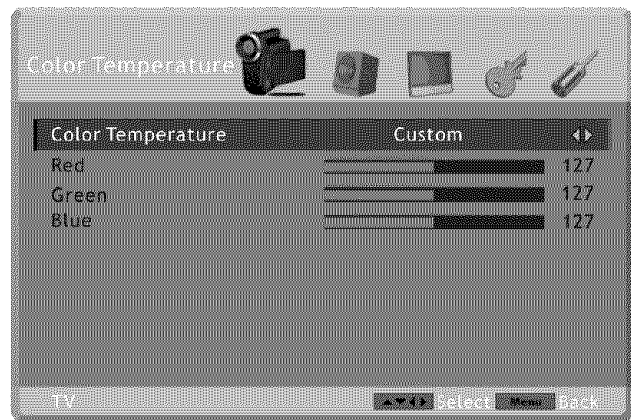 Color Temperature
Color Temperature Custom
Red 127
Green 127
Blue 127
TV Select Menu Back